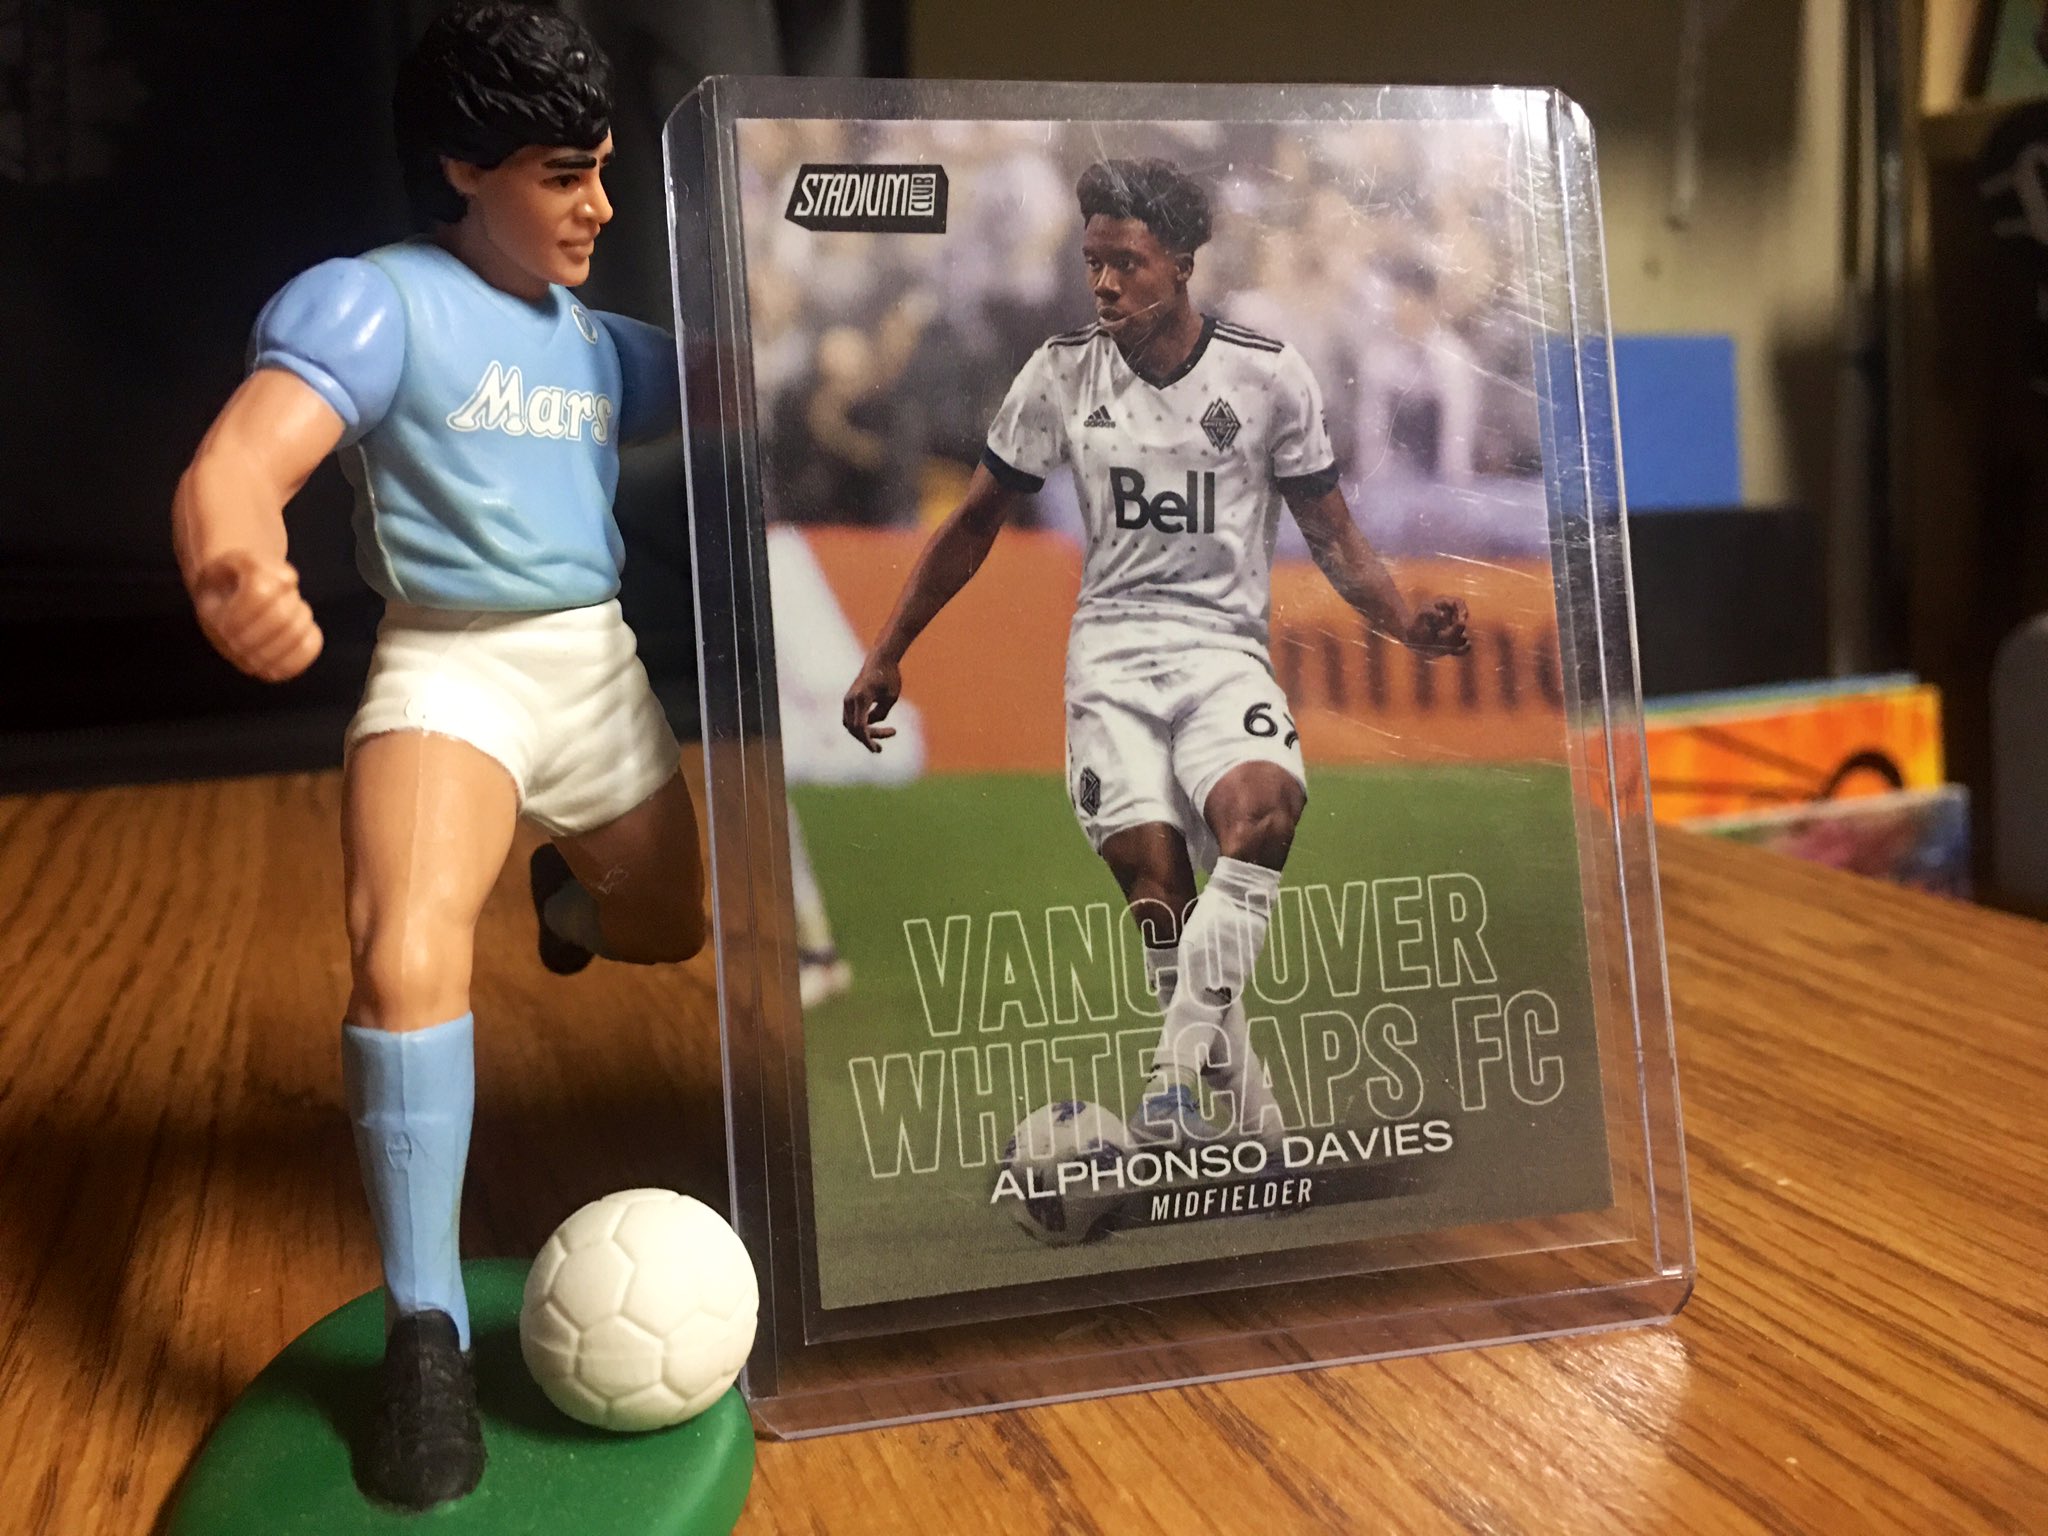 Mars
STADIUM CLUB
adidas
Bell
67
VANCOUVER
WHITECAPS FC
ALPHONSO DAVIES
MIDFIELDER